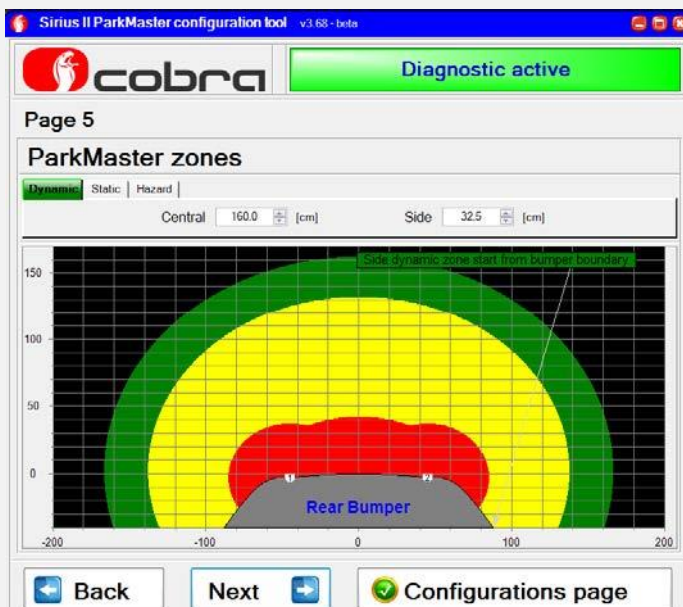 Sirius II ParkMaster configuration tool v3.68 - beta
cobra
Diagnostic active
Page 5
ParkMaster zones
Dynamic Static Hazard
Central 160.0 [cm] Side 32.5 [cm]
Side dynamic zone start from bumper boundary
150
100
50
0
1 2
Rear Bumper
-200 -100 0 100 200
Back Next Configurations page